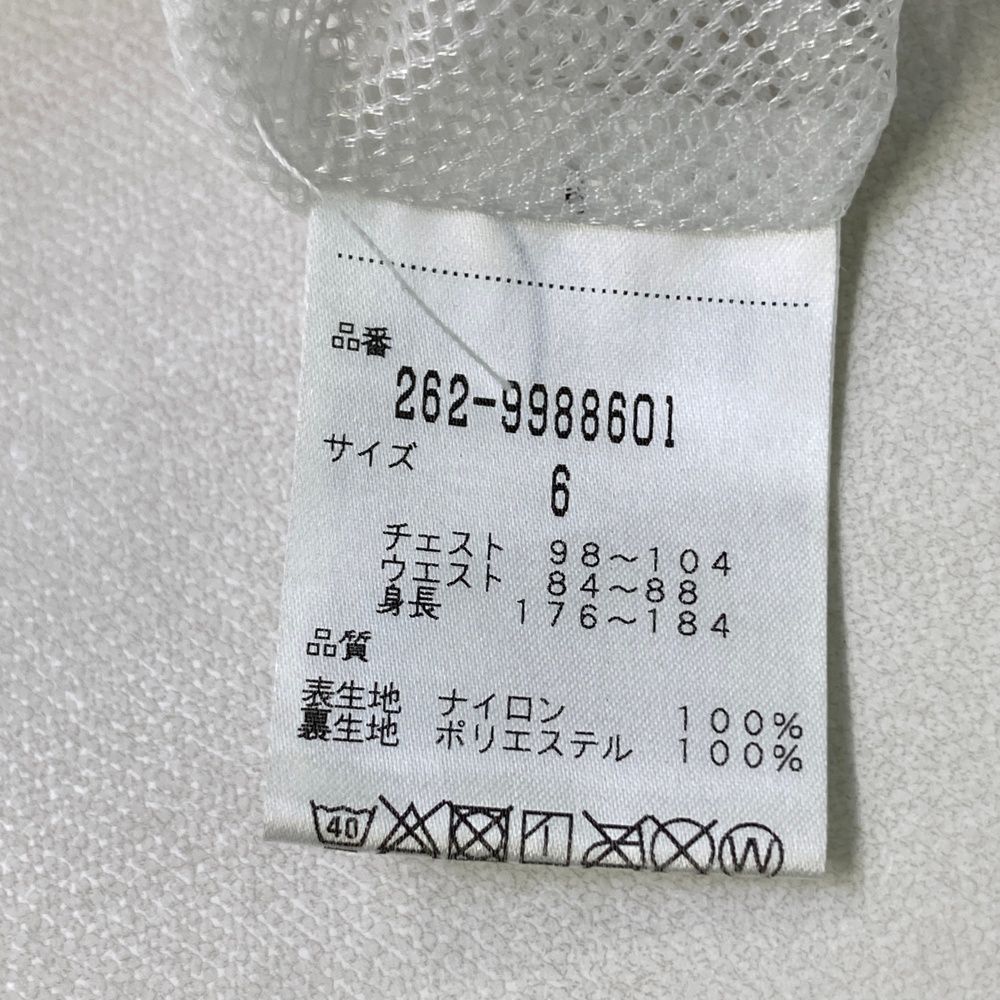 品番
262-9988601
サイズ
6
チェスト 98～104
ウエスト 84～88
身長 176～184
品質
表生地 ナイロン 100%
裏生地 ポリエステル 100%
40 W